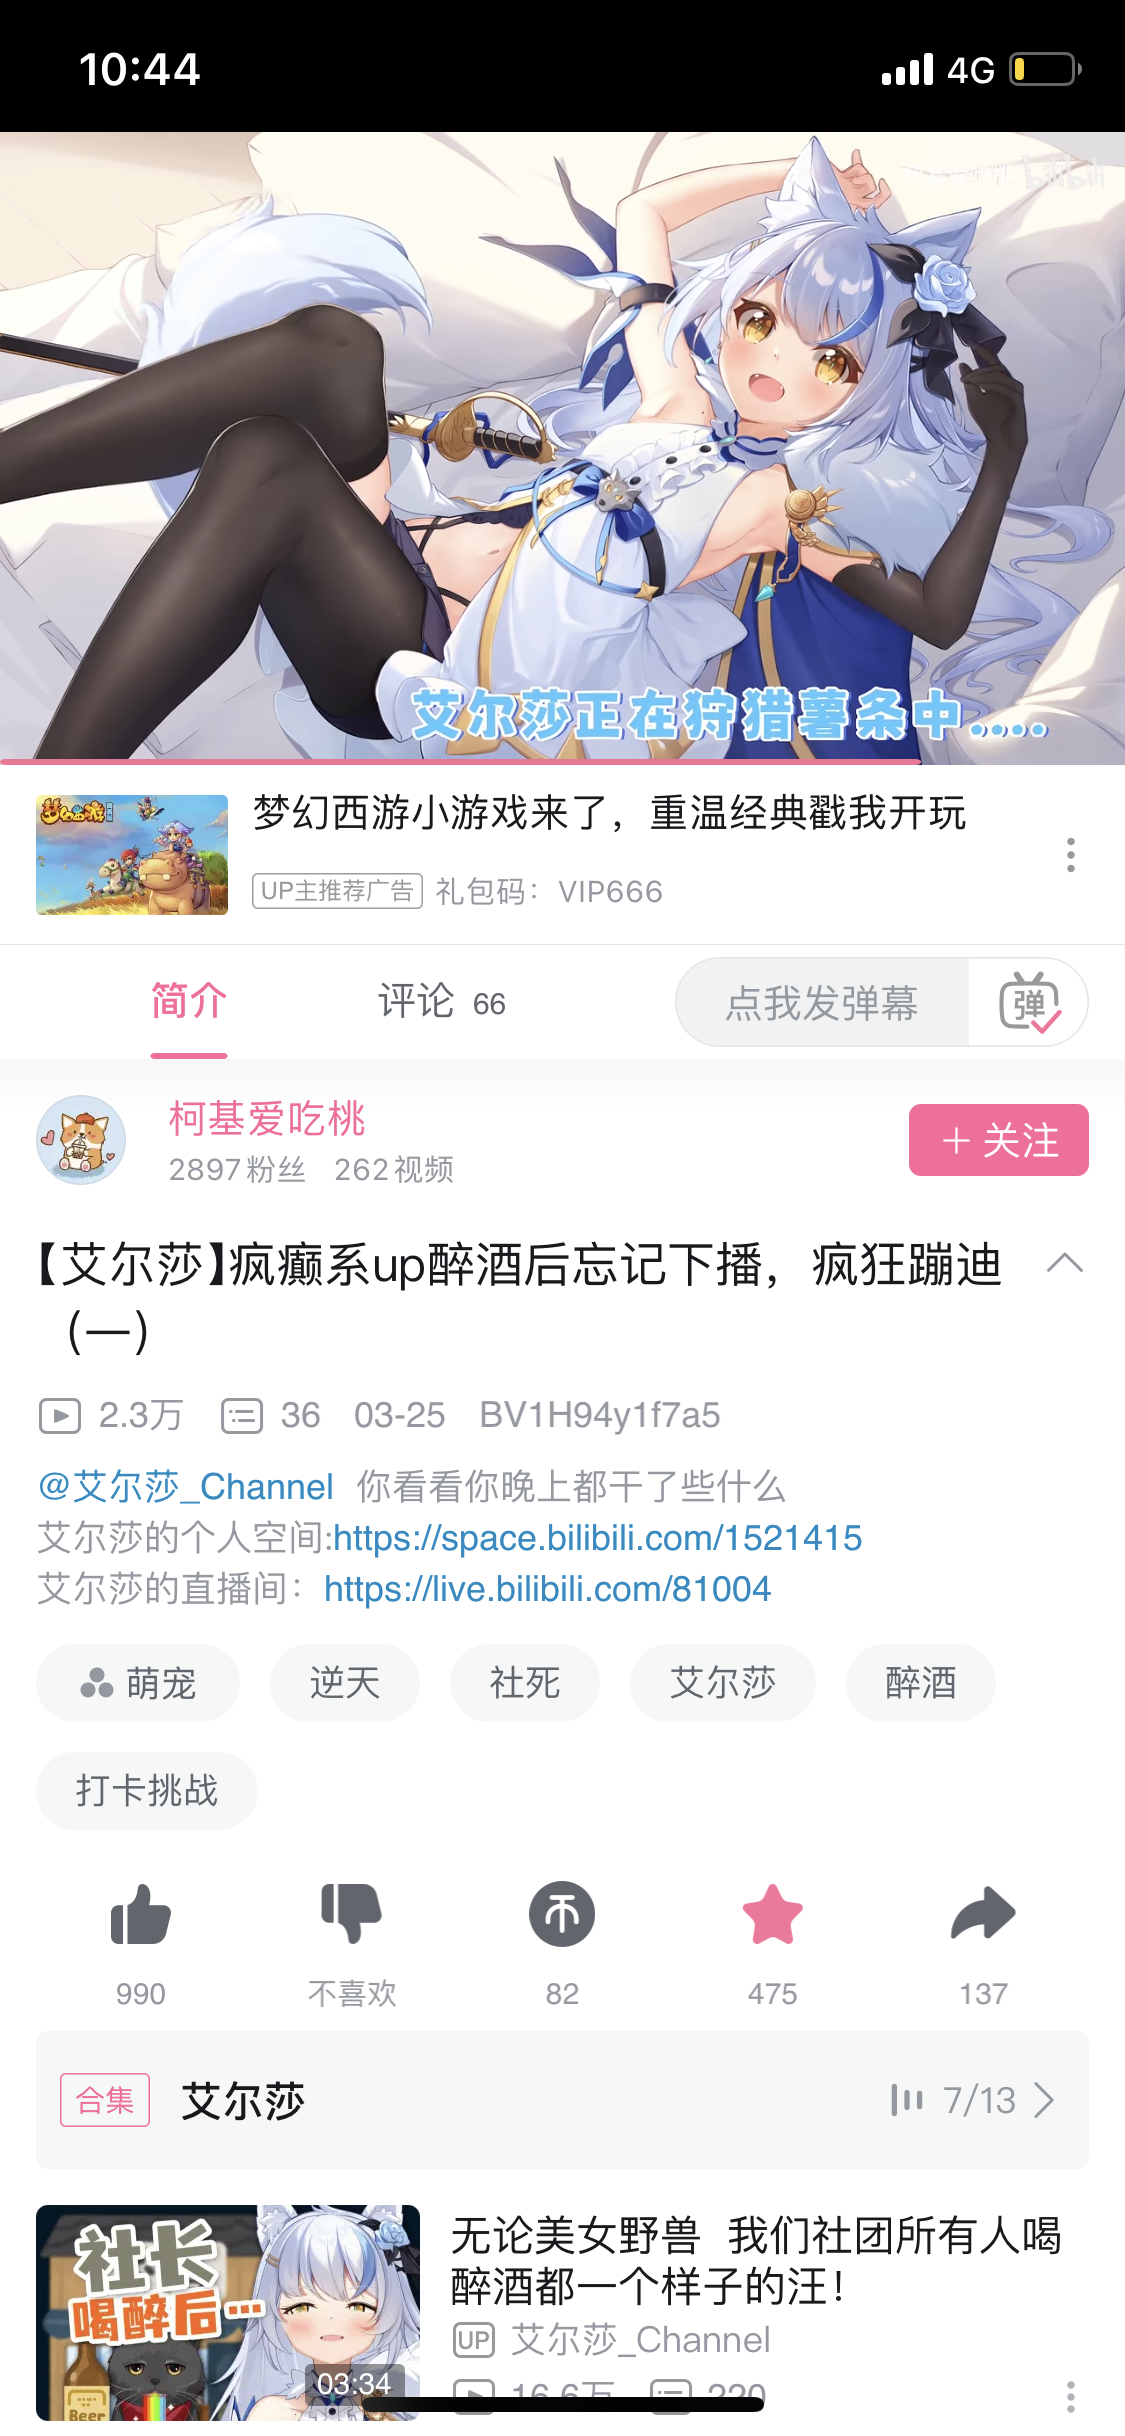 10:44
4G
bilibili
艾尔莎正在狩猎薯条中.....
梦幻西游
梦幻西游小游戏来了，重温经典戳我开玩
UP主推荐广告 礼包码：VIP666
简介 评论 66 点我发弹幕 弹
柯基爱吃桃
2897粉丝 262视频
+ 关注
【艾尔莎】疯癫系up醉酒后忘记下播，疯狂蹦迪
（一）
2.3万 36 03-25 BV1H94y1f7a5
@艾尔莎_Channel 你看看你晚上都干了些什么
艾尔莎的个人空间:https://space.bilibili.com/1521415
艾尔莎的直播间：https://live.bilibili.com/81004
萌宠 逆天 社死 艾尔莎 醉酒
打卡挑战
990 不喜欢 82 475 137
合集 艾尔莎 7/13
社长
喝醉后...
Beer
03:34
无论美女野兽 我们社团所有人喝
醉酒都一个样子的汪！
UP 艾尔莎_Channel
16.6万 220